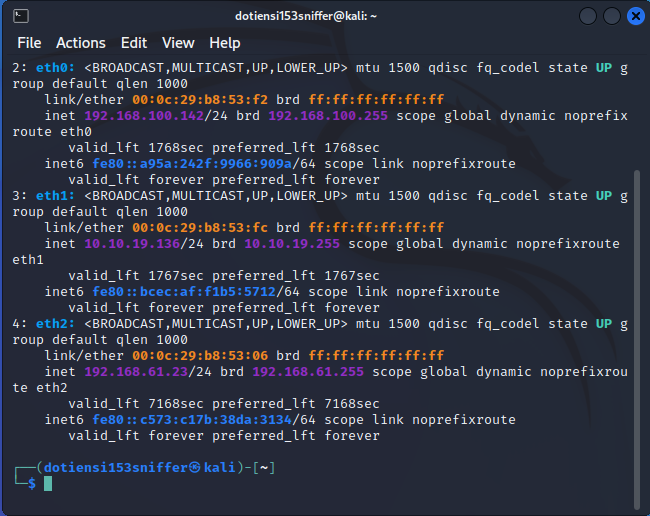 dotiensi153sniffer@kali: ~
File Actions Edit View Help
2: eth0: <BROADCAST,MULTICAST,UP,LOWER_UP> mtu 1500 qdisc fq_codel state UP g
roup default qlen 1000
    link/ether 00:0c:29:b8:53:f2 brd ff:ff:ff:ff:ff:ff
    inet 192.168.100.142/24 brd 192.168.100.255 scope global dynamic noprefix
route eth0
       valid_lft 1768sec preferred_lft 1768sec
    inet6 fe80::a95a:242f:9966:909a/64 scope link noprefixroute
       valid_lft forever preferred_lft forever
3: eth1: <BROADCAST,MULTICAST,UP,LOWER_UP> mtu 1500 qdisc fq_codel state UP g
roup default qlen 1000
    link/ether 00:0c:29:b8:53:fc brd ff:ff:ff:ff:ff:ff
    inet 10.10.19.136/24 brd 10.10.19.255 scope global dynamic noprefixroute
eth1
       valid_lft 1767sec preferred_lft 1767sec
    inet6 fe80::bcec:af:f1b5:5712/64 scope link noprefixroute
       valid_lft forever preferred_lft forever
4: eth2: <BROADCAST,MULTICAST,UP,LOWER_UP> mtu 1500 qdisc fq_codel state UP g
roup default qlen 1000
    link/ether 00:0c:29:b8:53:06 brd ff:ff:ff:ff:ff:ff
    inet 192.168.61.23/24 brd 192.168.61.255 scope global dynamic noprefixrou
te eth2
       valid_lft 7168sec preferred_lft 7168sec
    inet6 fe80::c573:c17b:38da:3134/64 scope link noprefixroute
       valid_lft forever preferred_lft forever
┌──(dotiensi153sniffer㉿kali)-[~]
└─$